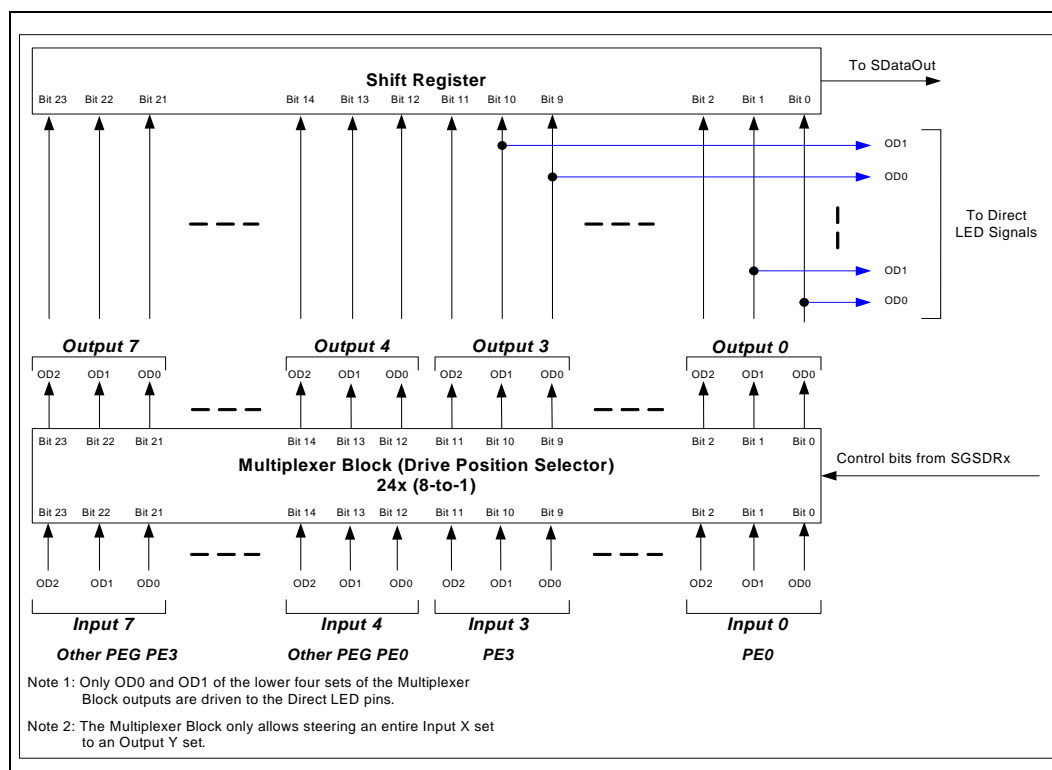 Shift Register
To SDataOut
Bit 23 Bit 22 Bit 21 Bit 14 Bit 13 Bit 12 Bit 11 Bit 10 Bit 9 Bit 2 Bit 1 Bit 0
OD1
OD0
To Direct
LED Signals
OD1
OD0
Output 7 Output 4 Output 3 Output 0
OD2 OD1 OD0 OD2 OD1 OD0 OD2 OD1 OD0 OD2 OD1 OD0
Bit 23 Bit 22 Bit 21 Bit 14 Bit 13 Bit 12 Bit 11 Bit 10 Bit 9 Bit 2 Bit 1 Bit 0
Multiplexer Block (Drive Position Selector)
24x (8-to-1)
Control bits from SGSDRx
Bit 23 Bit 22 Bit 21 Bit 14 Bit 13 Bit 12 Bit 11 Bit 10 Bit 9 Bit 2 Bit 1 Bit 0
OD2 OD1 OD0 OD2 OD1 OD0 OD2 OD1 OD0 OD2 OD1 OD0
Input 7 Input 4 Input 3 Input 0
Other PEG PE3 Other PEG PE0 PE3 PE0
Note 1: Only OD0 and OD1 of the lower four sets of the Multiplexer
Block outputs are driven to the Direct LED pins.
Note 2: The Multiplexer Block only allows steering an entire Input X set
to an Output Y set.